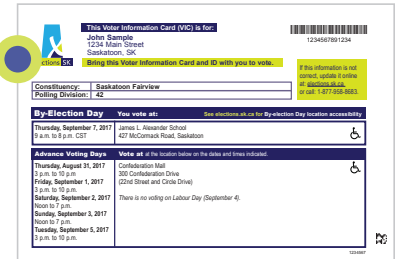 This Voter Information Card (VIC) is for:
John Sample
1234 Main Street
Saskatoon, SK
Bring this Voter Information Card and ID with you to vote.
1234567891234
ctions SK
If this information is not
correct, update it online
at: elections.sk.ca
or call: 1-877-958-8683.
Constituency: Saskatoon Fairview
Polling Division: 42
By-Election Day You vote at: See elections.sk.ca for By-election Day location accessibility
Thursday, September 7, 2017 James L. Alexander School
9 a.m. to 8 p.m. CST 427 McCormack Road, Saskatoon
Advance Voting Days Vote at at the location below on the dates and times indicated.
Thursday, August 31, 2017 Confederation Mall
3 p.m. to 10 p.m 300 Confederation Drive
Friday, September 1, 2017 (22nd Street and Circle Drive)
3 p.m. to 10 p.m.
Saturday, September 2, 2017 There is no voting on Labour Day (September 4).
Noon to 7 p.m.
Sunday, September 3, 2017
Noon to 7 p.m.
Tuesday, September 5, 2017
3 p.m. to 10 p.m.
1234567